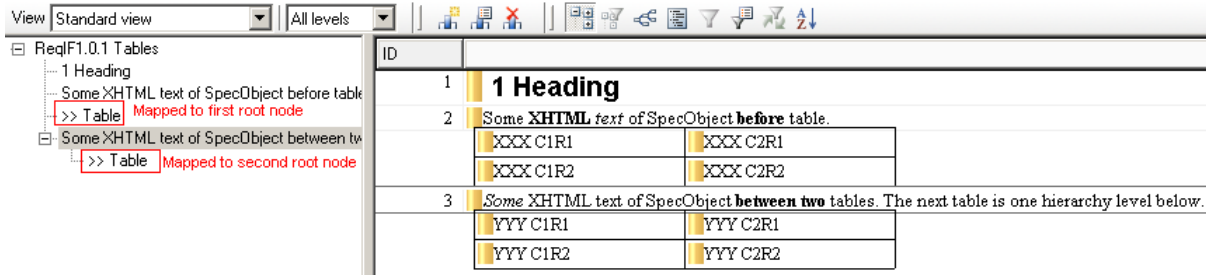 View Standard view All levels
ReqIF1.0.1 Tables
1 Heading
Some XHTML text of SpecObject before table
>> Table Mapped to first root node
Some XHTML text of SpecObject between tw
>> Table Mapped to second root node
ID
1 1 Heading
2 Some XHTML text of SpecObject before table.
XXX C1R1 XXX C2R1
XXX C1R2 XXX C2R2
3 Some XHTML text of SpecObject between two tables. The next table is one hierarchy level below.
YYY C1R1 YYY C2R1
YYY C1R2 YYY C2R2